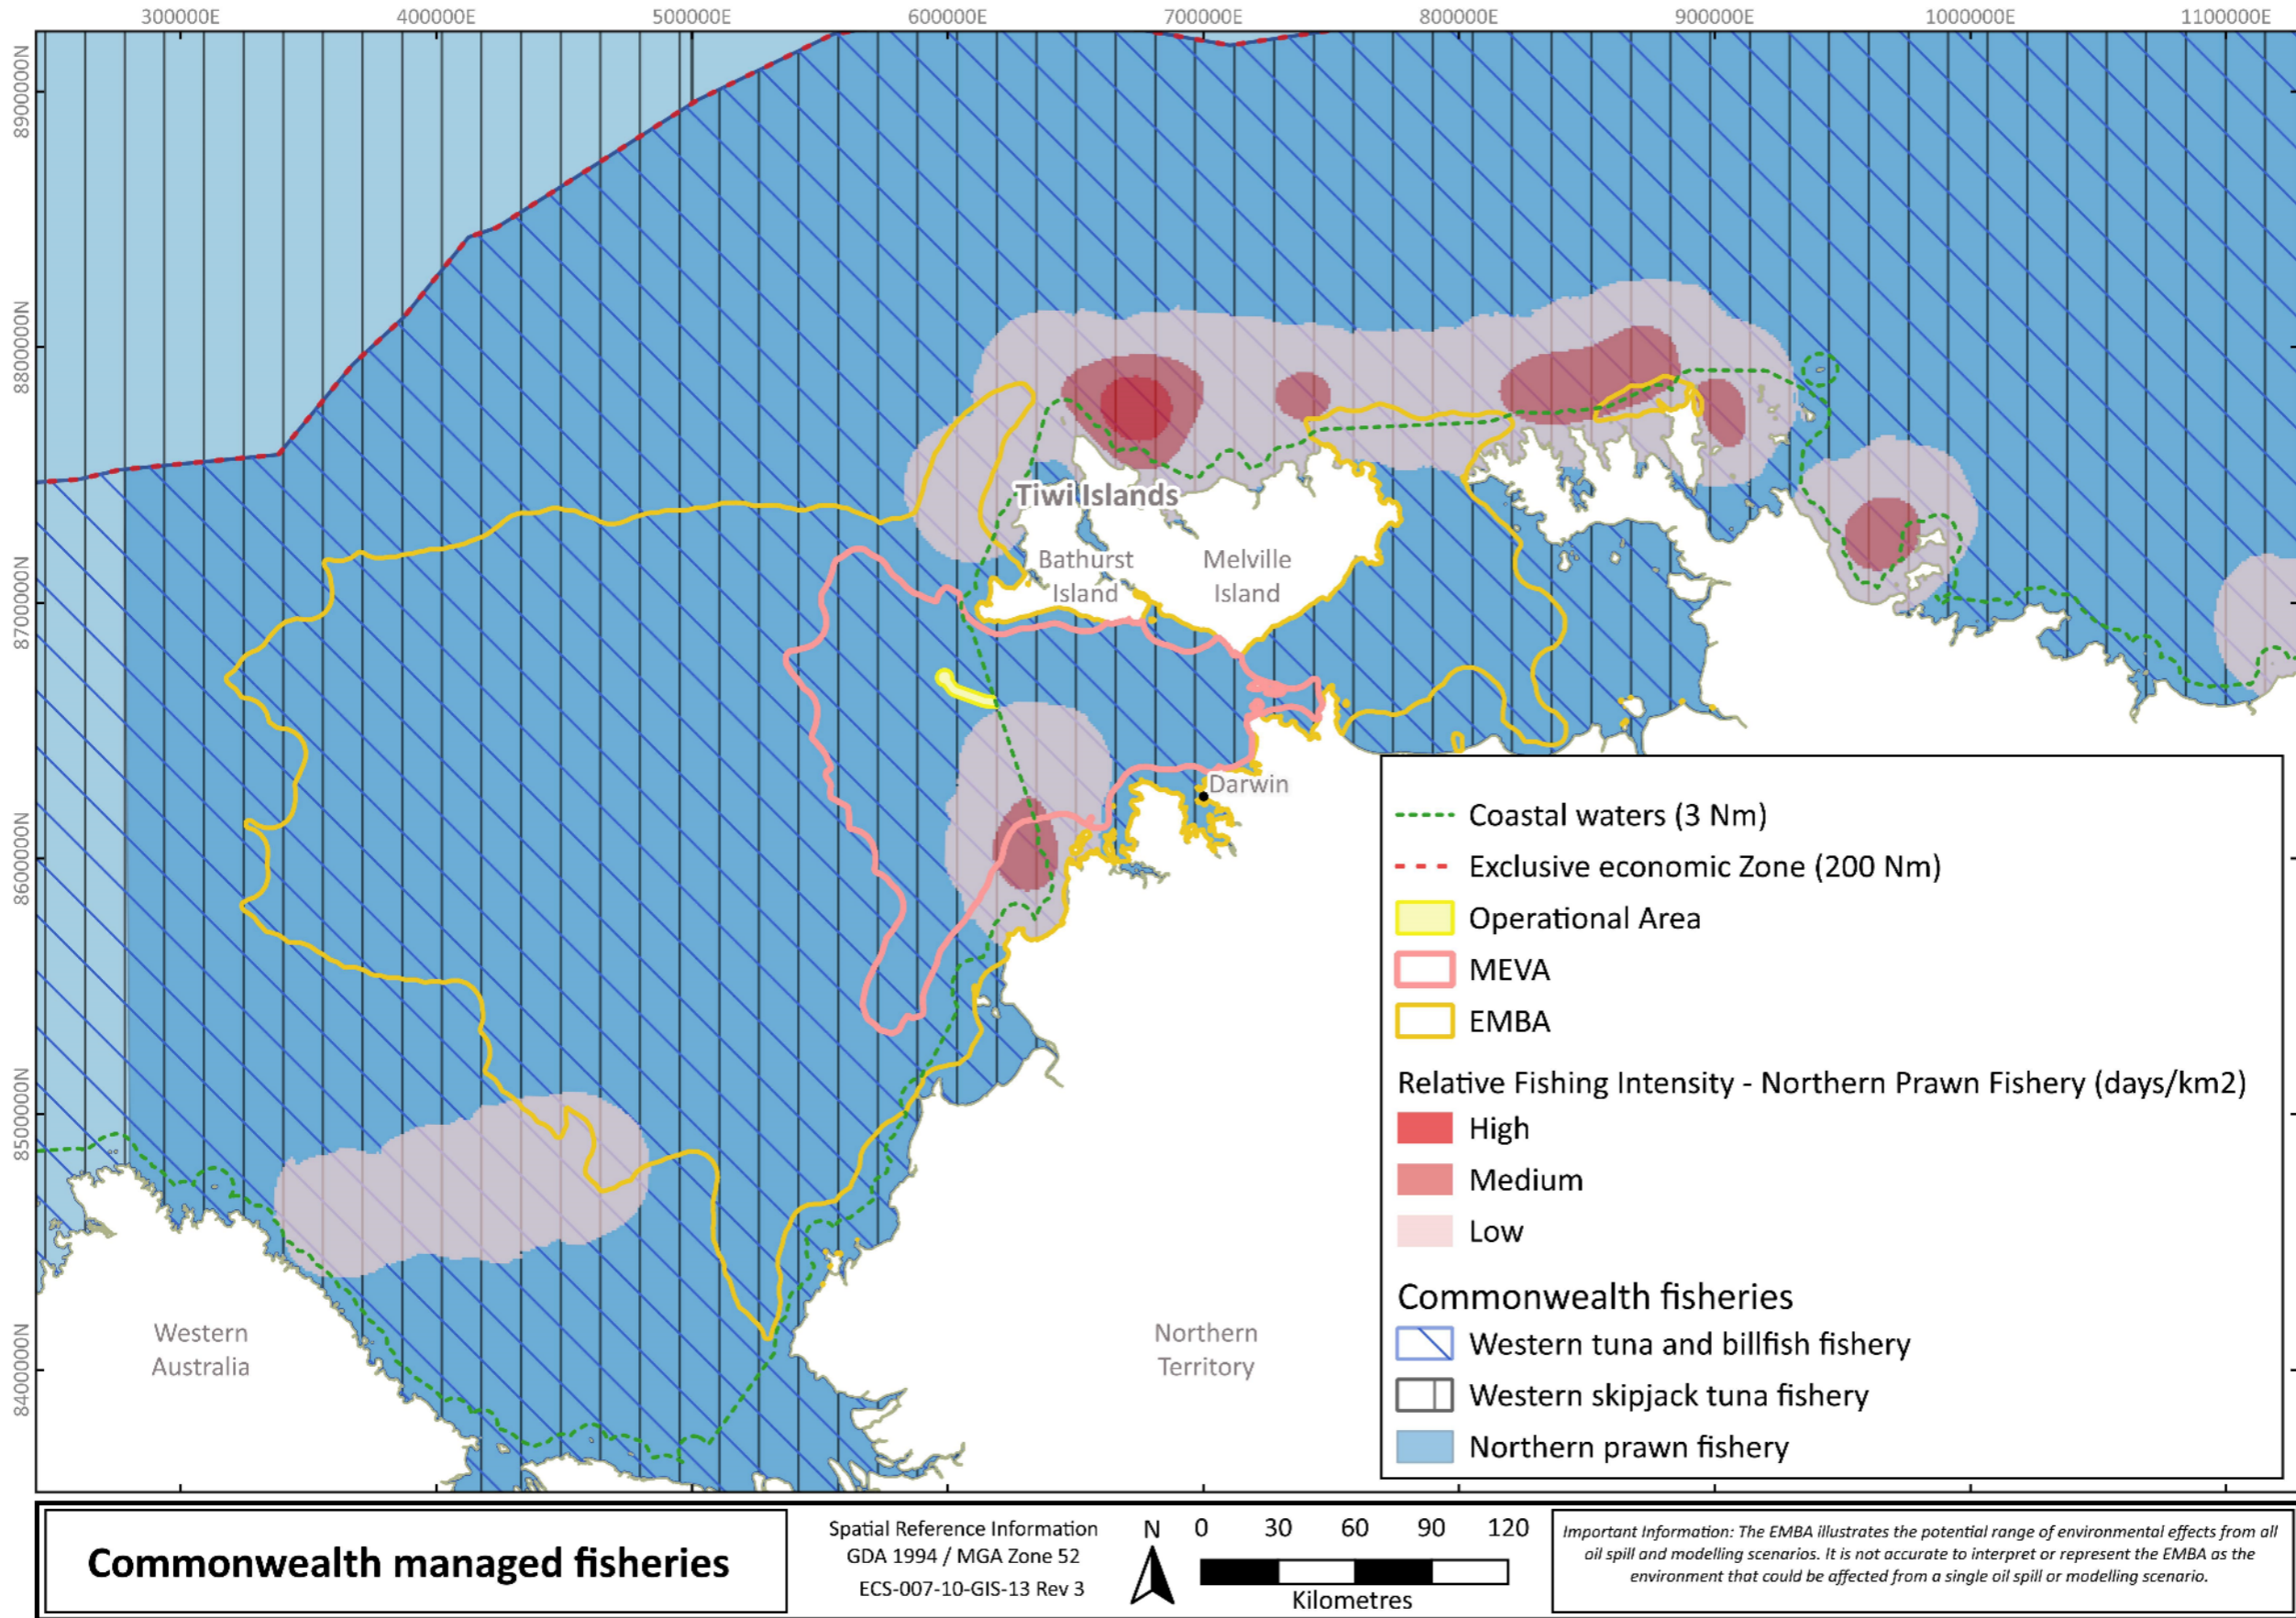 300000E 400000E 500000E 600000E 700000E 800000E 900000E 1000000E 1100000E
8900000N
8800000N
8700000N
8600000N
8500000N
8400000N
Tiwi Islands
Bathurst
Island
Melville
Island
Darwin
Western
Australia
Northern
Territory
Coastal waters (3 Nm)
Exclusive economic Zone (200 Nm)
Operational Area
MEVA
EMBA
Relative Fishing Intensity - Northern Prawn Fishery (days/km2)
High
Medium
Low
Commonwealth fisheries
Western tuna and billfish fishery
Western skipjack tuna fishery
Northern prawn fishery
Commonwealth managed fisheries
Spatial Reference Information
GDA 1994 / MGA Zone 52
ECS-007-10-GIS-13 Rev 3
N
0 30 60 90 120
Kilometres
Important Information: The EMBA illustrates the potential range of environmental effects from all
oil spill and modelling scenarios. It is not accurate to interpret or represent the EMBA as the
environment that could be affected from a single oil spill or modelling scenario.